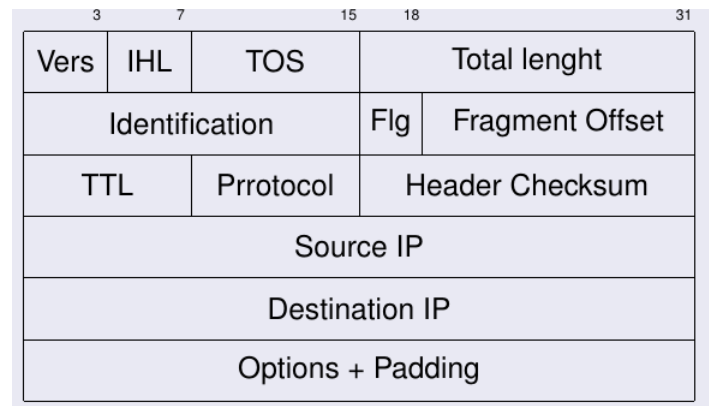 3 7 15 18 31
Vers IHL TOS Total lenght
Identification Flg Fragment Offset
TTL Prrotocol Header Checksum
Source IP
Destination IP
Options + Padding